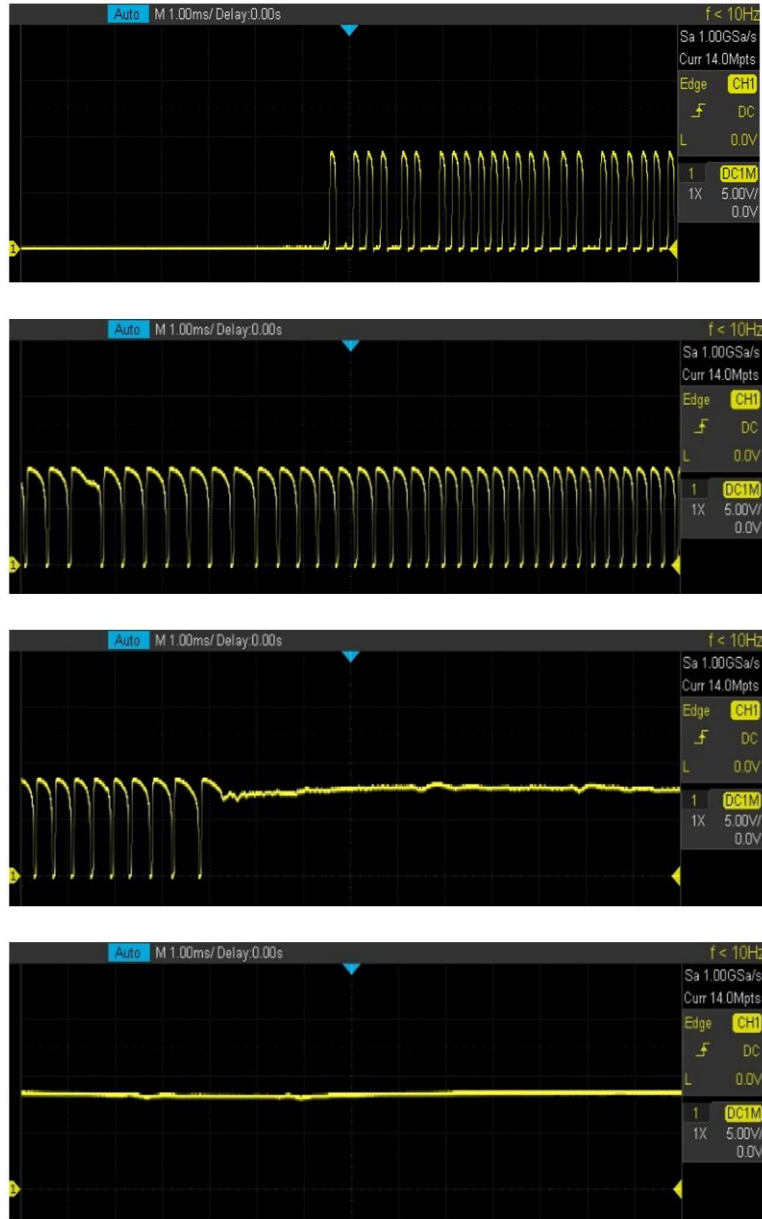 Auto M 1.00ms/ Delay:0.00s f < 10Hz
Sa 1.00GSa/s
Curr 14.0Mpts
Edge CH1
DC
L 0.0V
1 DC1M
1X 5.00V/
0.0V
1
Auto M 1.00ms/ Delay:0.00s f < 10Hz
Sa 1.00GSa/s
Curr 14.0Mpts
Edge CH1
DC
L 0.0V
1 DC1M
1X 5.00V/
0.0V
1
Auto M 1.00ms/ Delay:0.00s f < 10Hz
Sa 1.00GSa/s
Curr 14.0Mpts
Edge CH1
DC
L 0.0V
1 DC1M
1X 5.00V/
0.0V
1
Auto M 1.00ms/ Delay:0.00s f < 10Hz
Sa 1.00GSa/s
Curr 14.0Mpts
Edge CH1
DC
L 0.0V
1 DC1M
1X 5.00V/
0.0V
1